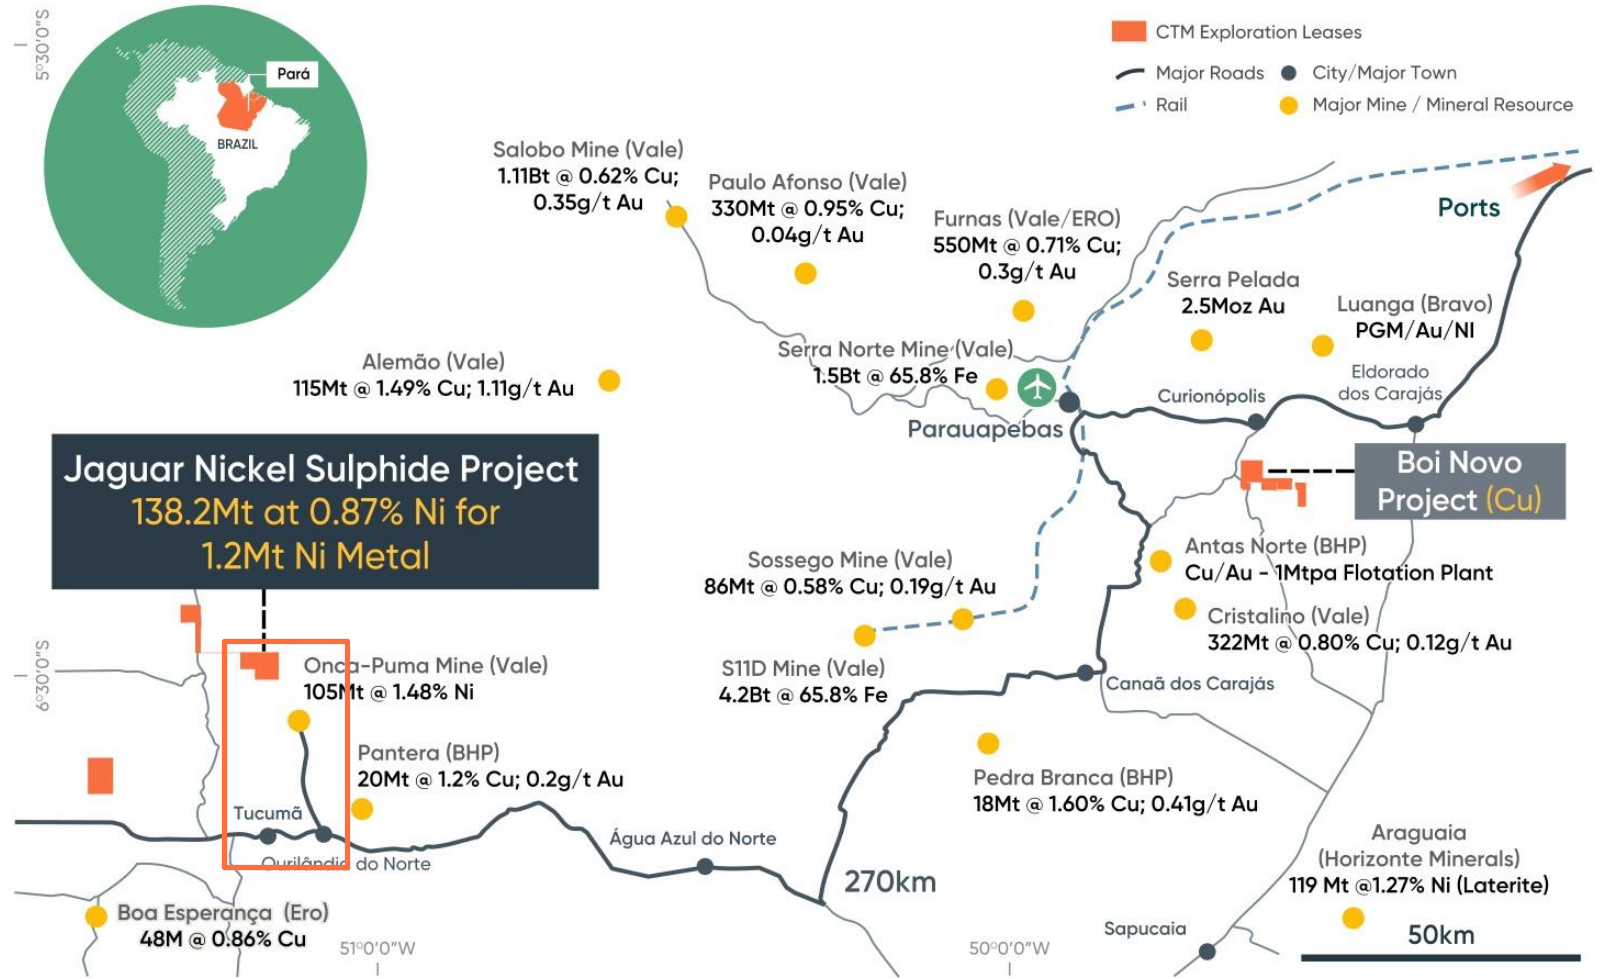 5°30'0"S
Pará
BRAZIL
CTM Exploration Leases
Major Roads
City/Major Town
Rail
Major Mine / Mineral Resource
Salobo Mine (Vale)
1.11Bt @ 0.62% Cu;
0.35g/t Au
Paulo Afonso (Vale)
330Mt @ 0.95% Cu;
0.04g/t Au
Furnas (Vale/ERO)
550Mt @ 0.71% Cu;
0.3g/t Au
Ports
Serra Pelada
2.5Moz Au
Luanga (Bravo)
PGM/Au/NI
Alemão (Vale)
115Mt @ 1.49% Cu; 1.11g/t Au
Serra Norte Mine (Vale)
1.5Bt @ 65.8% Fe
Parauapebas
Curionópolis
Eldorado
dos Carajás
Jaguar Nickel Sulphide Project
138.2Mt at 0.87% Ni for
1.2Mt Ni Metal
Boi Novo
Project (Cu)
Sossego Mine (Vale)
86Mt @ 0.58% Cu; 0.19g/t Au
Antas Norte (BHP)
Cu/Au - 1Mtpa Flotation Plant
Cristalino (Vale)
322Mt @ 0.80% Cu; 0.12g/t Au
6°30'0"S
Onca-Puma Mine (Vale)
105Mt @ 1.48% Ni
S11D Mine (Vale)
4.2Bt @ 65.8% Fe
Canaã dos Carajás
Pantera (BHP)
20Mt @ 1.2% Cu; 0.2g/t Au
Pedra Branca (BHP)
18Mt @ 1.60% Cu; 0.41g/t Au
Tucumã
Ourilândia do Norte
Água Azul do Norte
270km
Araguaia
(Horizonte Minerals)
119 Mt @1.27% Ni (Laterite)
Boa Esperança (Ero)
48M @ 0.86% Cu
51°0'0"W
50°0'0"W
Sapucaia
50km